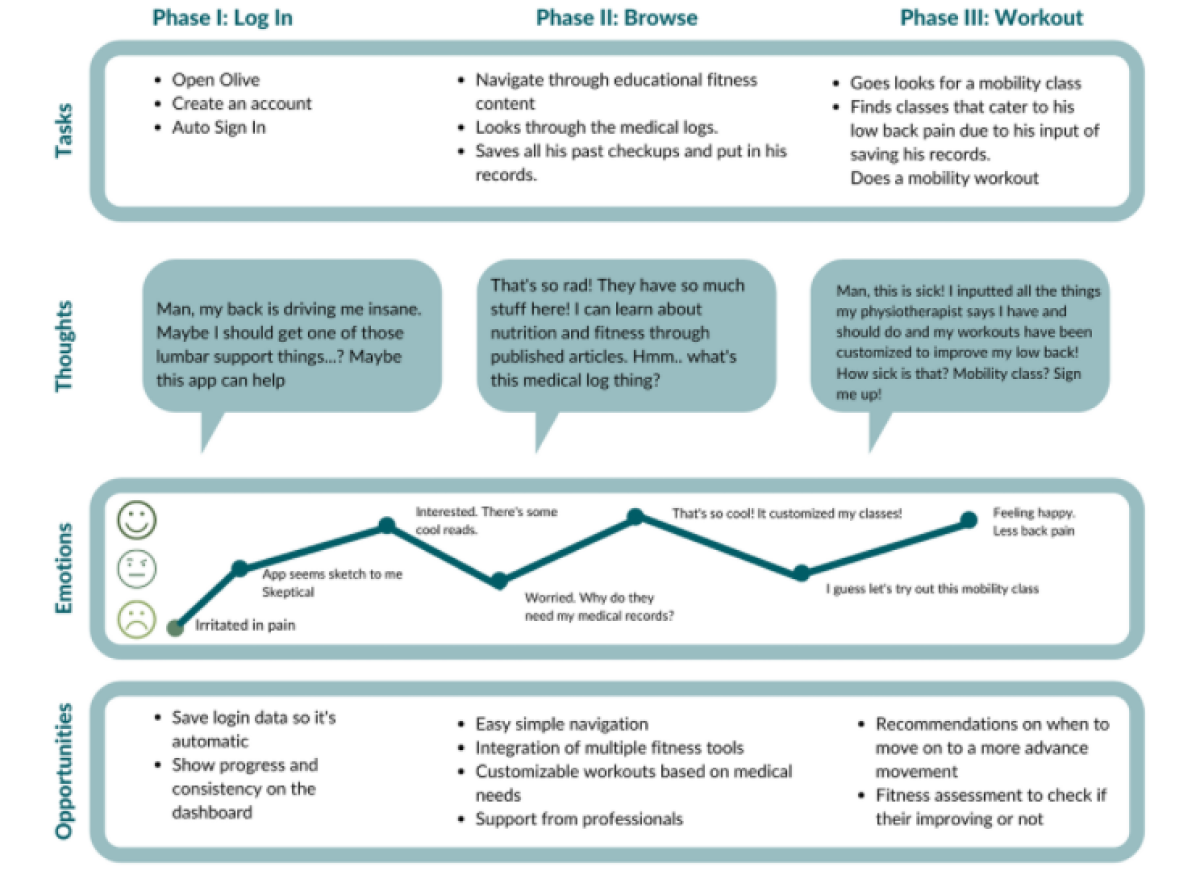 Phase I: Log In
Phase II: Browse
Phase III: Workout
Tasks
• Open Olive
• Create an account
• Auto Sign In
• Navigate through educational fitness
content
• Looks through the medical logs.
• Saves all his past checkups and put in his
records.
• Goes looks for a mobility class
• Finds classes that cater to his
low back pain due to his input of
saving his records.
Does a mobility workout
Thoughts
Man, my back is driving me insane.
Maybe I should get one of those
lumbar support things...? Maybe
this app can help
That's so rad! They have so much
stuff here! I can learn about
nutrition and fitness through
published articles. Hmm.. what's
this medical log thing?
Man, this is sick! I inputted all the things
my physiotherapist says I have and
should do and my workouts have been
customized to improve my low back!
How sick is that? Mobility class? Sign
me up!
Emotions
Irritated in pain
App seems sketch to me
Skeptical
Interested. There's some
cool reads.
Worried. Why do they
need my medical records?
That's so cool! It customized my classes!
I guess let's try out this mobility class
Feeling happy.
Less back pain
Opportunities
• Save login data so it's
automatic
• Show progress and
consistency on the
dashboard
• Easy simple navigation
• Integration of multiple fitness tools
• Customizable workouts based on medical
needs
• Support from professionals
• Recommendations on when to
move on to a more advance
movement
• Fitness assessment to check if
their improving or not